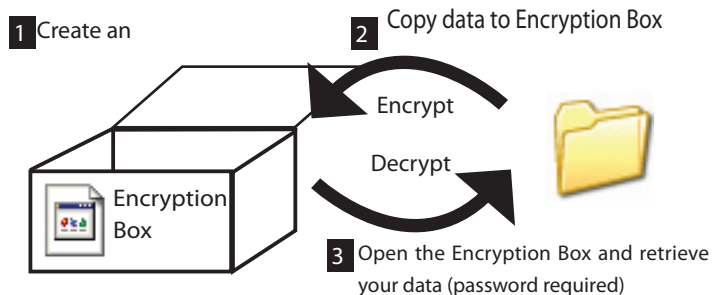 1 Create an
2 Copy data to Encryption Box
Encrypt
Decrypt
Encryption
Box
3 Open the Encryption Box and retrieve
your data (password required)